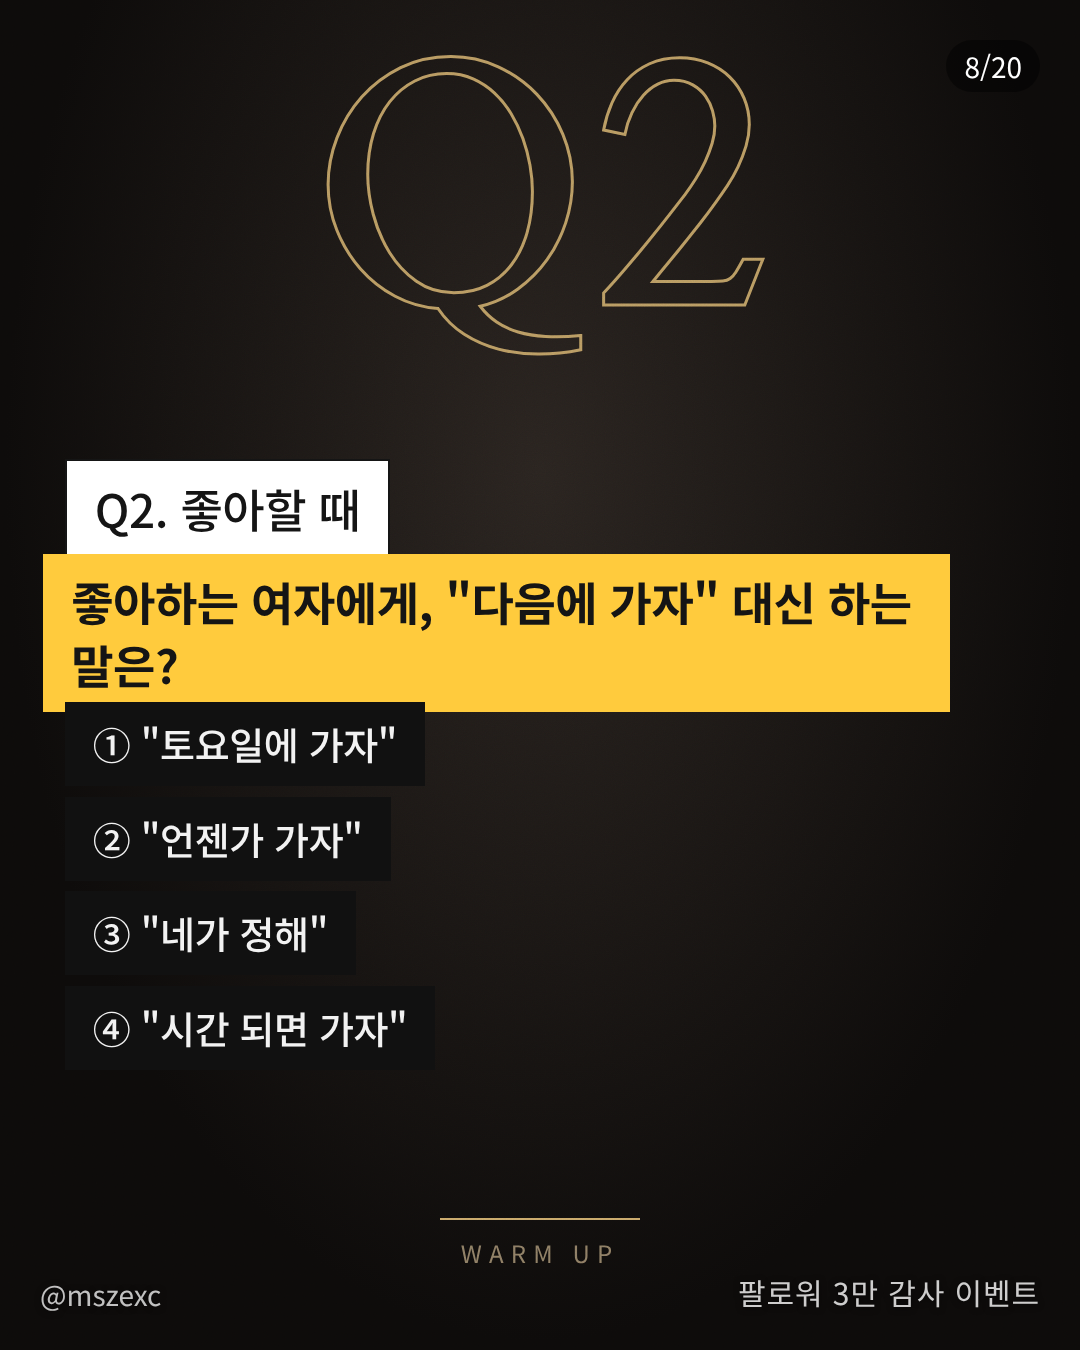 8/20
Q2
Q2. 좋아할 때
좋아하는 여자에게, "다음에 가자" 대신 하는
말은?
① "토요일에 가자"
② "언젠가 가자"
③ "네가 정해"
④ "시간 되면 가자"
WARM UP
@mszexc
팔로워 3만 감사 이벤트